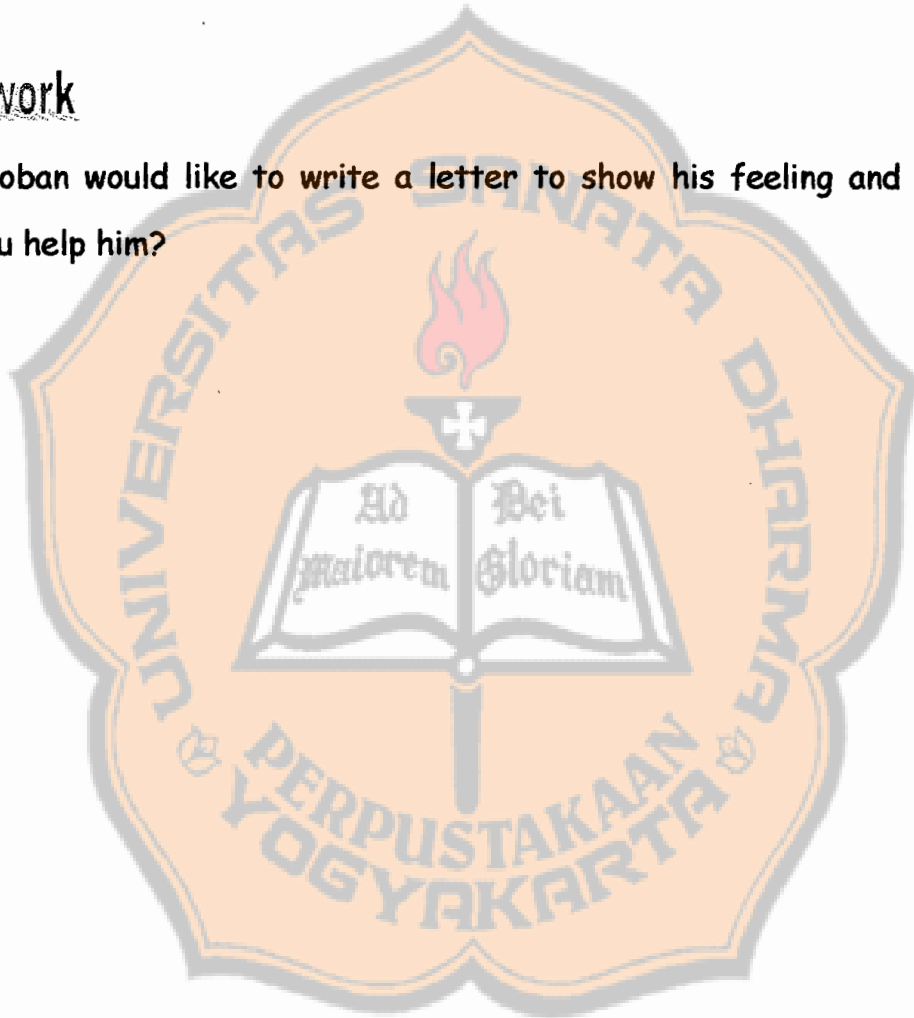 work
oban would like to write a letter to show his feeling and
u help him?
UNIVERSITAS SANATA DHARMA
Ad maiorem
Dei Gloriam
PERPUSTAKAAN
YOGYAKARTA